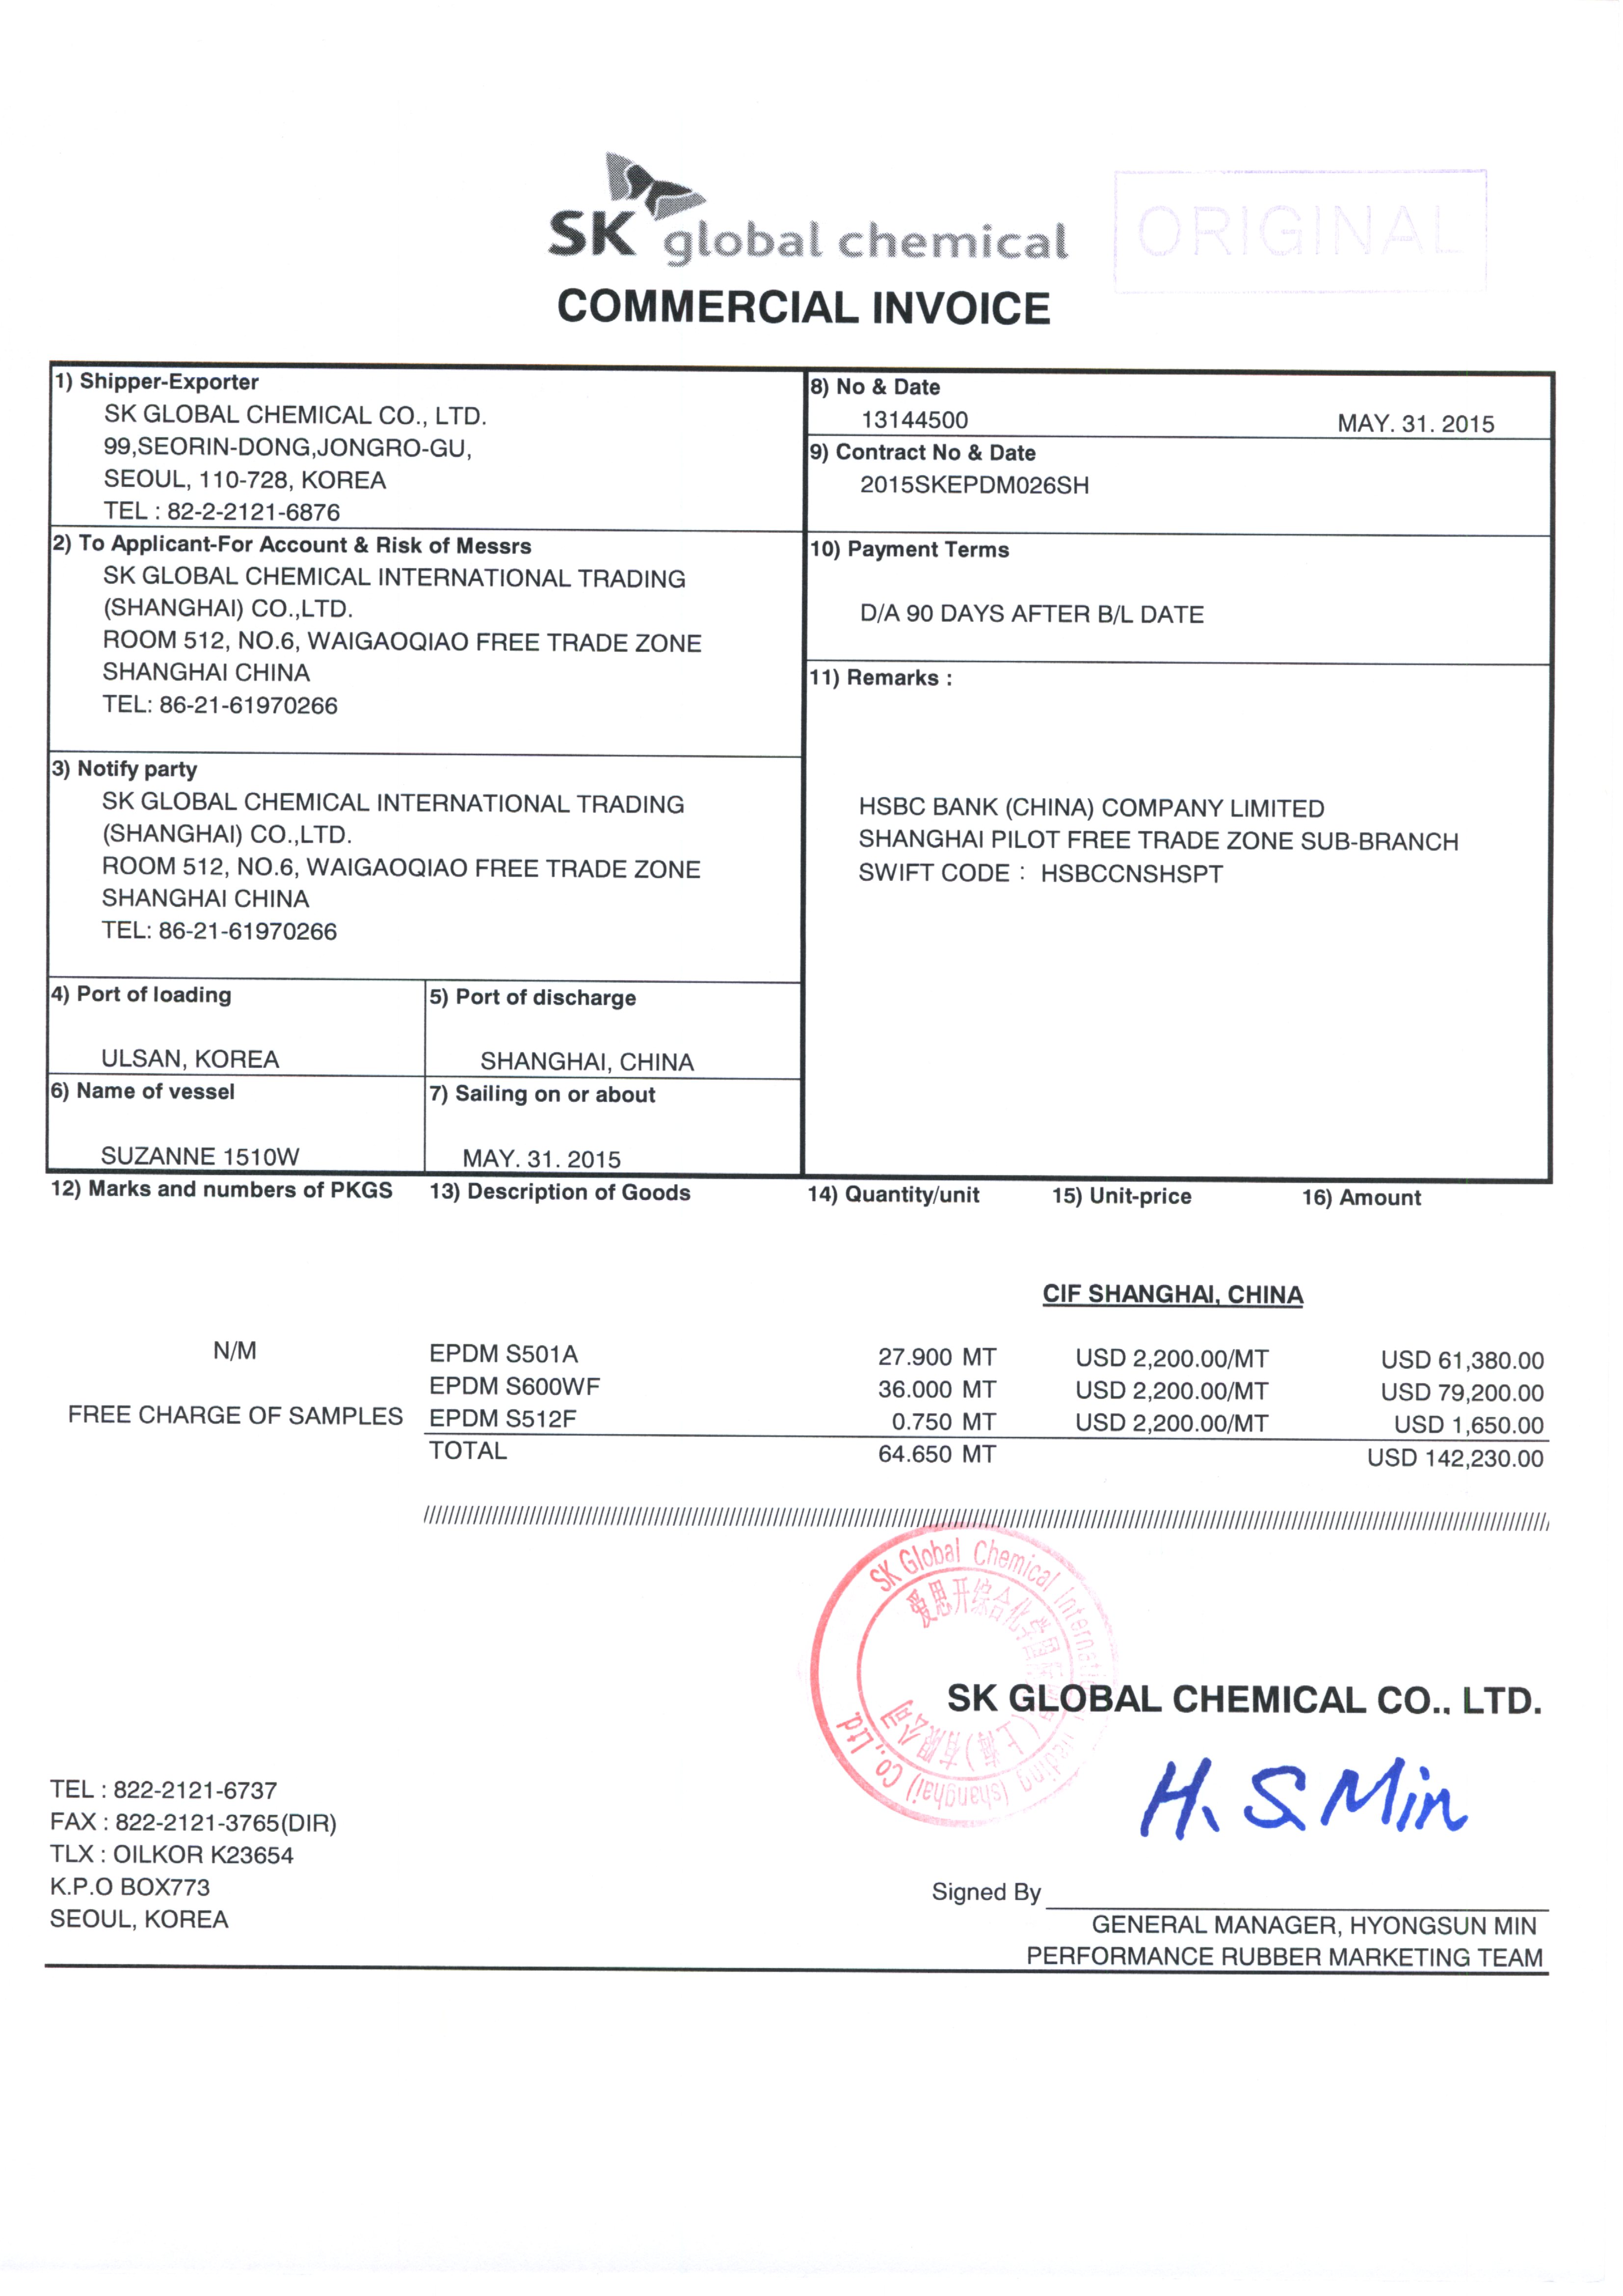 SK global chemical
ORIGINAL
COMMERCIAL INVOICE
1) Shipper-Exporter
SK GLOBAL CHEMICAL CO., LTD.
99,SEORIN-DONG,JONGRO-GU,
SEOUL, 110-728, KOREA
TEL : 82-2-2121-6876
8) No & Date
13144500 MAY. 31. 2015
9) Contract No & Date
2015SKEPDM026SH
2) To Applicant-For Account & Risk of Messrs
SK GLOBAL CHEMICAL INTERNATIONAL TRADING
(SHANGHAI) CO.,LTD.
ROOM 512, NO.6, WAIGAOQIAO FREE TRADE ZONE
SHANGHAI CHINA
TEL: 86-21-61970266
10) Payment Terms
D/A 90 DAYS AFTER B/L DATE
3) Notify party
SK GLOBAL CHEMICAL INTERNATIONAL TRADING
(SHANGHAI) CO.,LTD.
ROOM 512, NO.6, WAIGAOQIAO FREE TRADE ZONE
SHANGHAI CHINA
TEL: 86-21-61970266
11) Remarks :
HSBC BANK (CHINA) COMPANY LIMITED
SHANGHAI PILOT FREE TRADE ZONE SUB-BRANCH
SWIFT CODE : HSBCCNSHSPT
4) Port of loading
ULSAN, KOREA
5) Port of discharge
SHANGHAI, CHINA
6) Name of vessel
SUZANNE 1510W
7) Sailing on or about
MAY. 31. 2015
12) Marks and numbers of PKGS 13) Description of Goods 14) Quantity/unit 15) Unit-price 16) Amount
CIF SHANGHAI, CHINA
N/M EPDM S501A 27.900 MT USD 2,200.00/MT USD 61,380.00
EPDM S600WF 36.000 MT USD 2,200.00/MT USD 79,200.00
FREE CHARGE OF SAMPLES EPDM S512F 0.750 MT USD 2,200.00/MT USD 1,650.00
TOTAL 64.650 MT USD 142,230.00
SK Global Chemical International (shanghai) Co., Ltd.
爱思开综合化学国际 (上海)有限公司
SK GLOBAL CHEMICAL CO., LTD.
H. S Min
TEL : 822-2121-6737
FAX : 822-2121-3765(DIR)
TLX : OILKOR K23654
K.P.O BOX773
SEOUL, KOREA
Signed By
GENERAL MANAGER, HYONGSUN MIN
PERFORMANCE RUBBER MARKETING TEAM